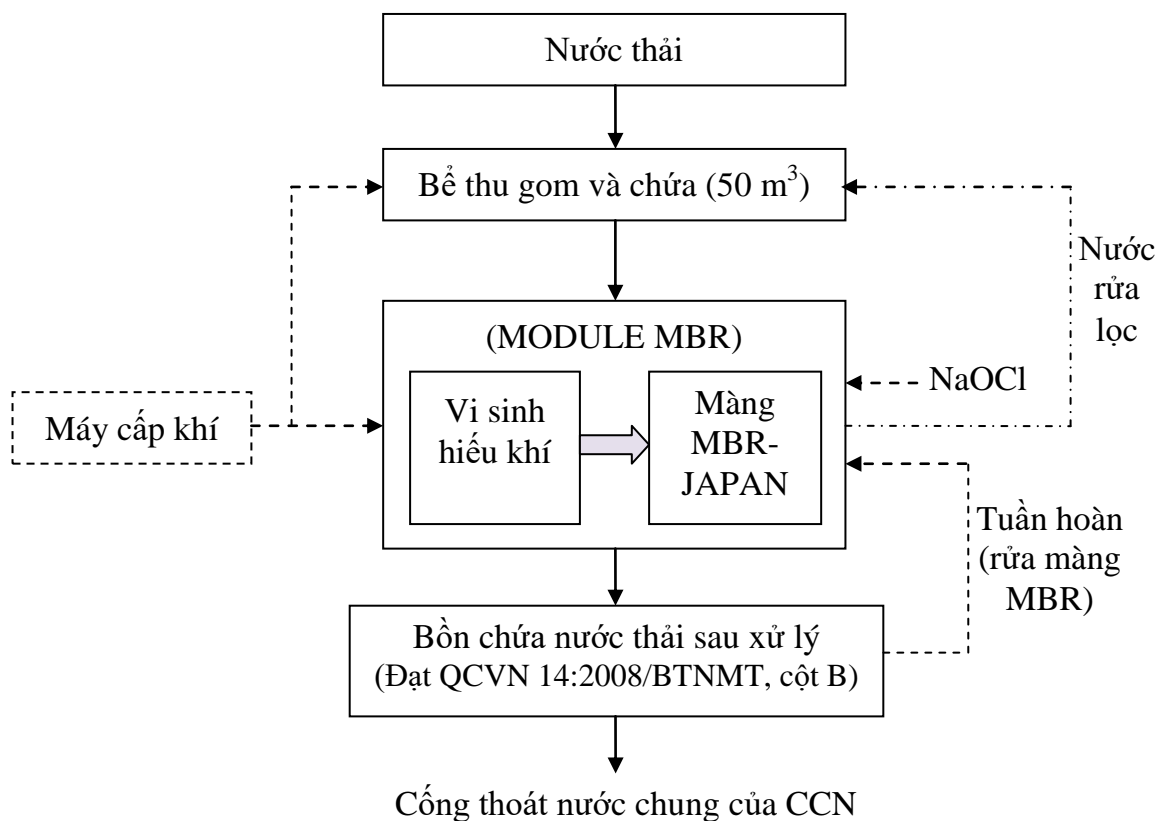 Nước thải
Bể thu gom và chứa (50 m³)
Nước
rửa
lọc
(MODULE MBR)
NaOCl
Máy cấp khí
Vi sinh
hiếu khí
Màng
MBR-
JAPAN
Tuần hoàn
(rửa màng
MBR)
Bồn chứa nước thải sau xử lý
(Đạt QCVN 14:2008/BTNMT, cột B)
Cống thoát nước chung của CCN